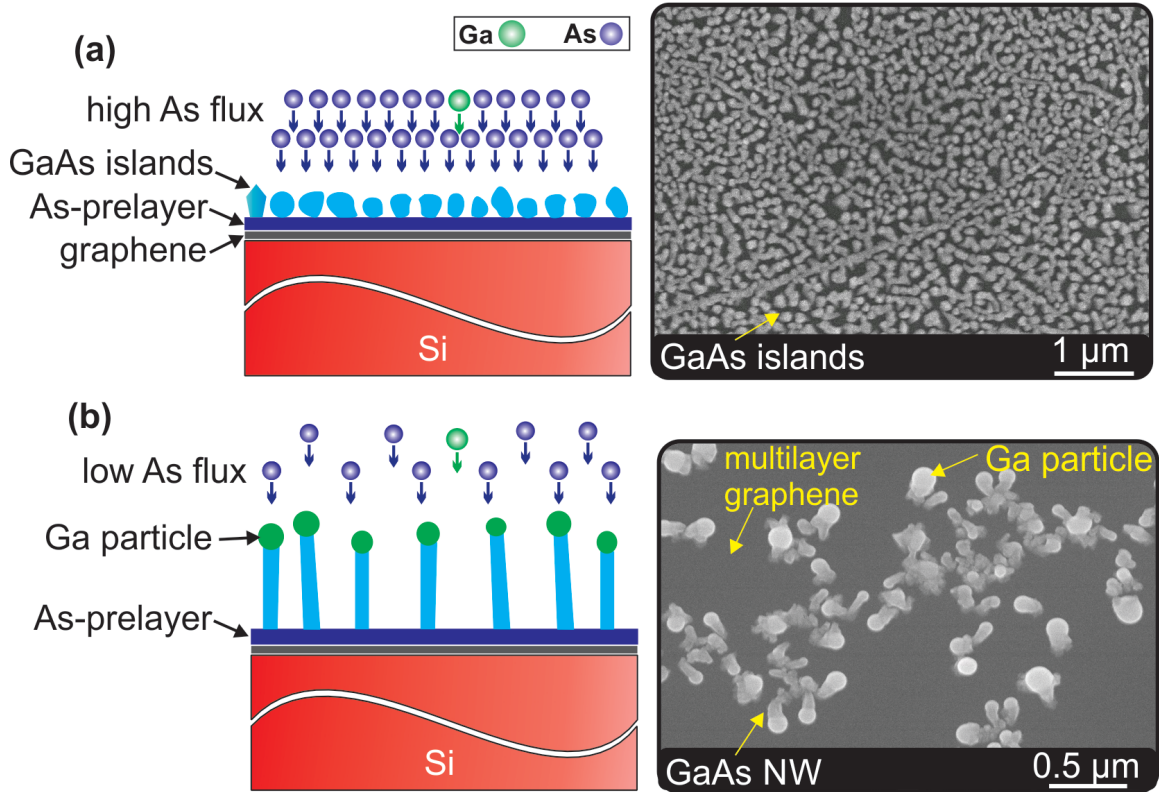 (a)
Ga
As
high As flux
GaAs islands
As-prelayer
graphene
Si
GaAs islands
1 µm
(b)
low As flux
Ga particle
As-prelayer
Si
multilayer
graphene
Ga particle
GaAs NW
0.5 µm